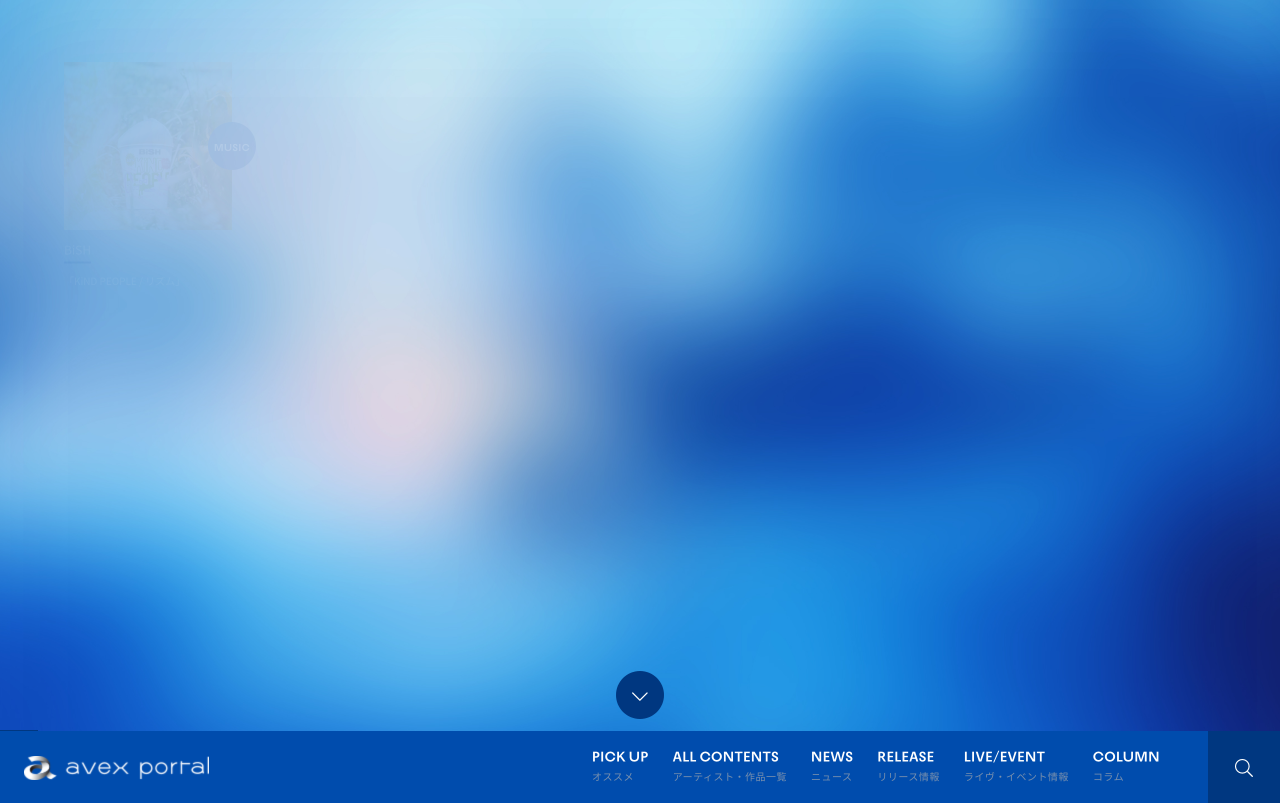 MUSIC
avex portal
PICK UP
オススメ
ALL CONTENTS
アーティスト・作品一覧
NEWS
ニュース
RELEASE
リリース情報
LIVE/EVENT
ライヴ・イベント情報
COLUMN
コラム